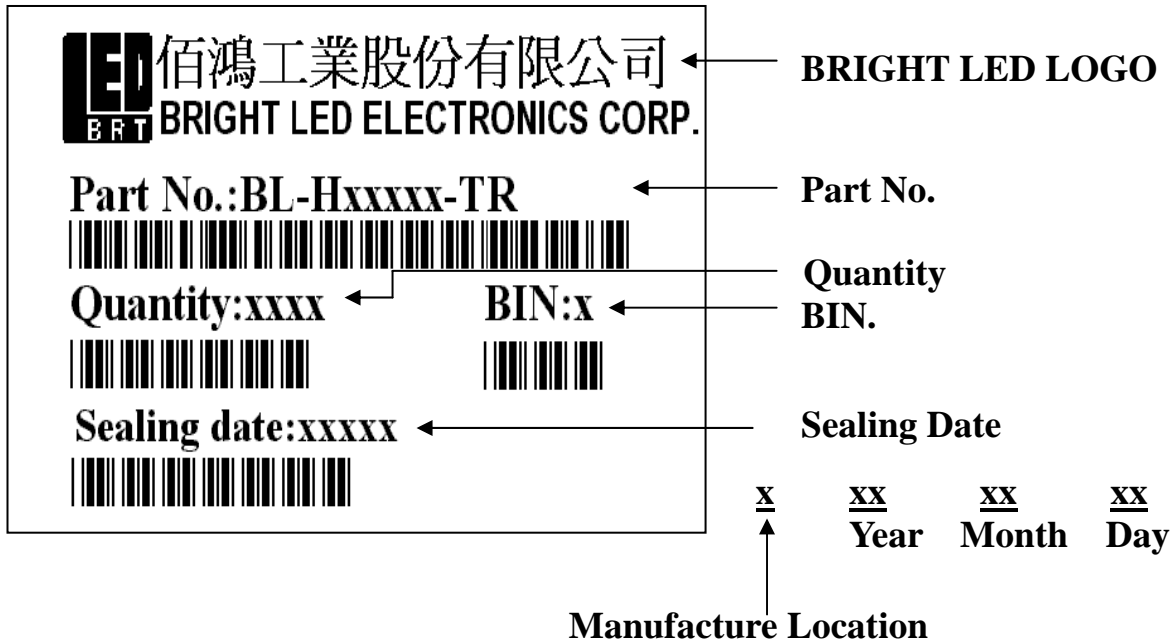 LED 佰鴻工業股份有限公司
BRT BRIGHT LED ELECTRONICS CORP.
BRIGHT LED LOGO
Part No.:BL-Hxxxxx-TR
Part No.
Quantity:xxxx
BIN:x
Quantity
BIN.
Sealing date:xxxxx
Sealing Date
x xx xx xx
Year Month Day
Manufacture Location